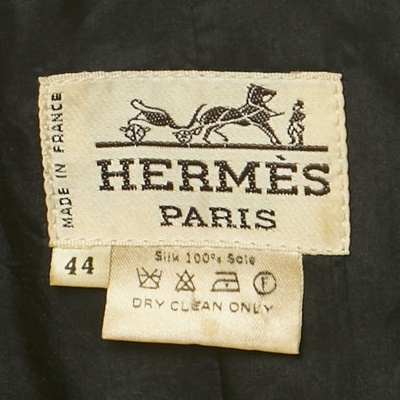 MADE IN FRANCE
HERMÈS
PARIS
44
Silk 100% Soie
F
DRY CLEAN ONLY